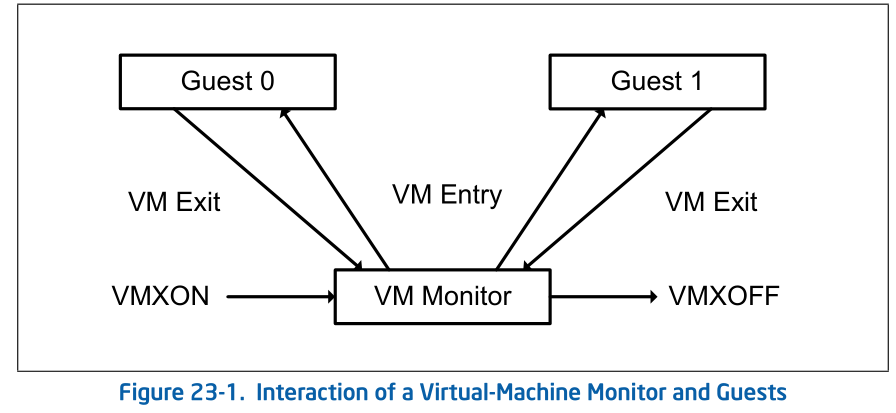 Guest 0
Guest 1
VM Exit
VM Entry
VM Exit
VMXON
VM Monitor
VMXOFF
Figure 23-1. Interaction of a Virtual-Machine Monitor and Guests